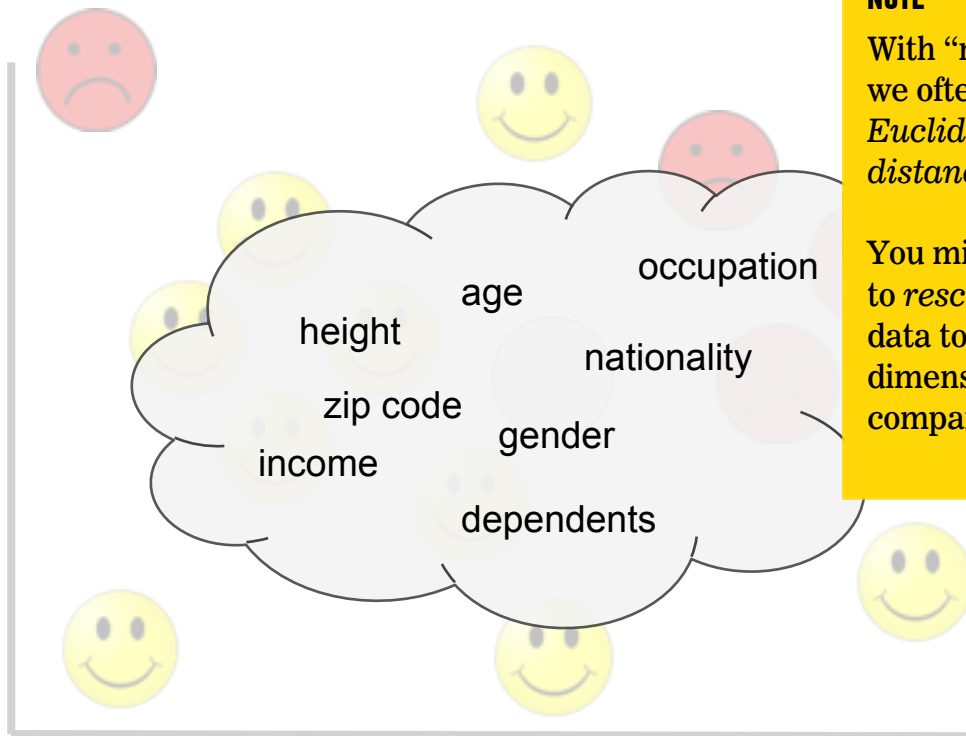 NOTE
With “r
we ofte
Euclid
distanc
You mi
to resc
data to
dimens
compa
occupation
age
height
nationality
zip code
gender
income
dependents